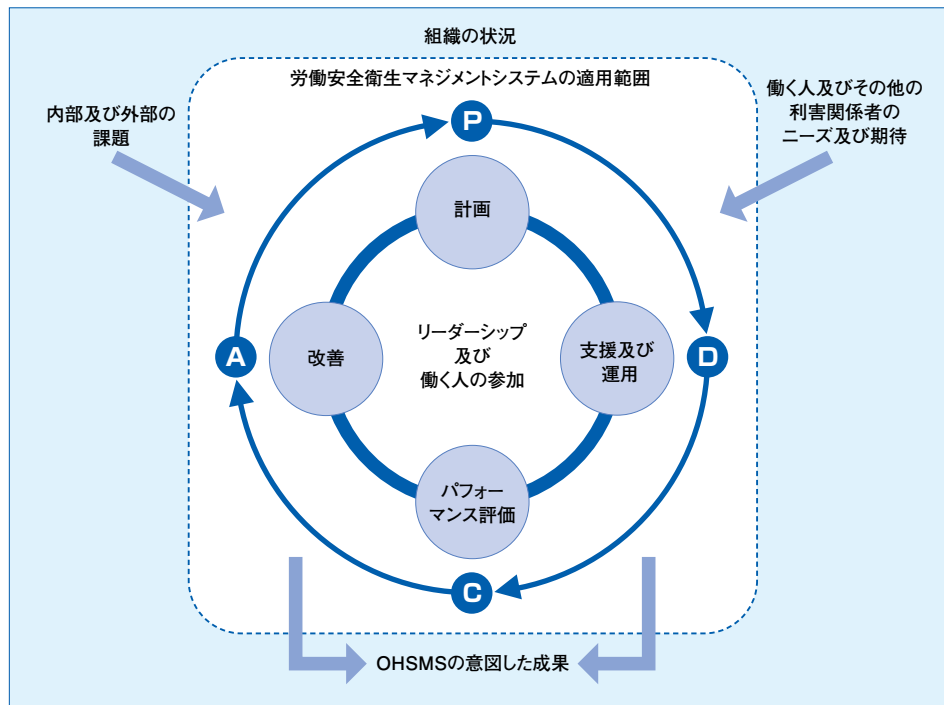 組織の状況
労働安全衛生マネジメントシステムの適用範囲
内部及び外部の
課題
働く人及びその他の
利害関係者の
ニーズ及び期待
P
計画
A
改善
リーダーシップ
及び
働く人の参加
支援及び
運用
D
パフォー
マンス評価
C
OHSMSの意図した成果